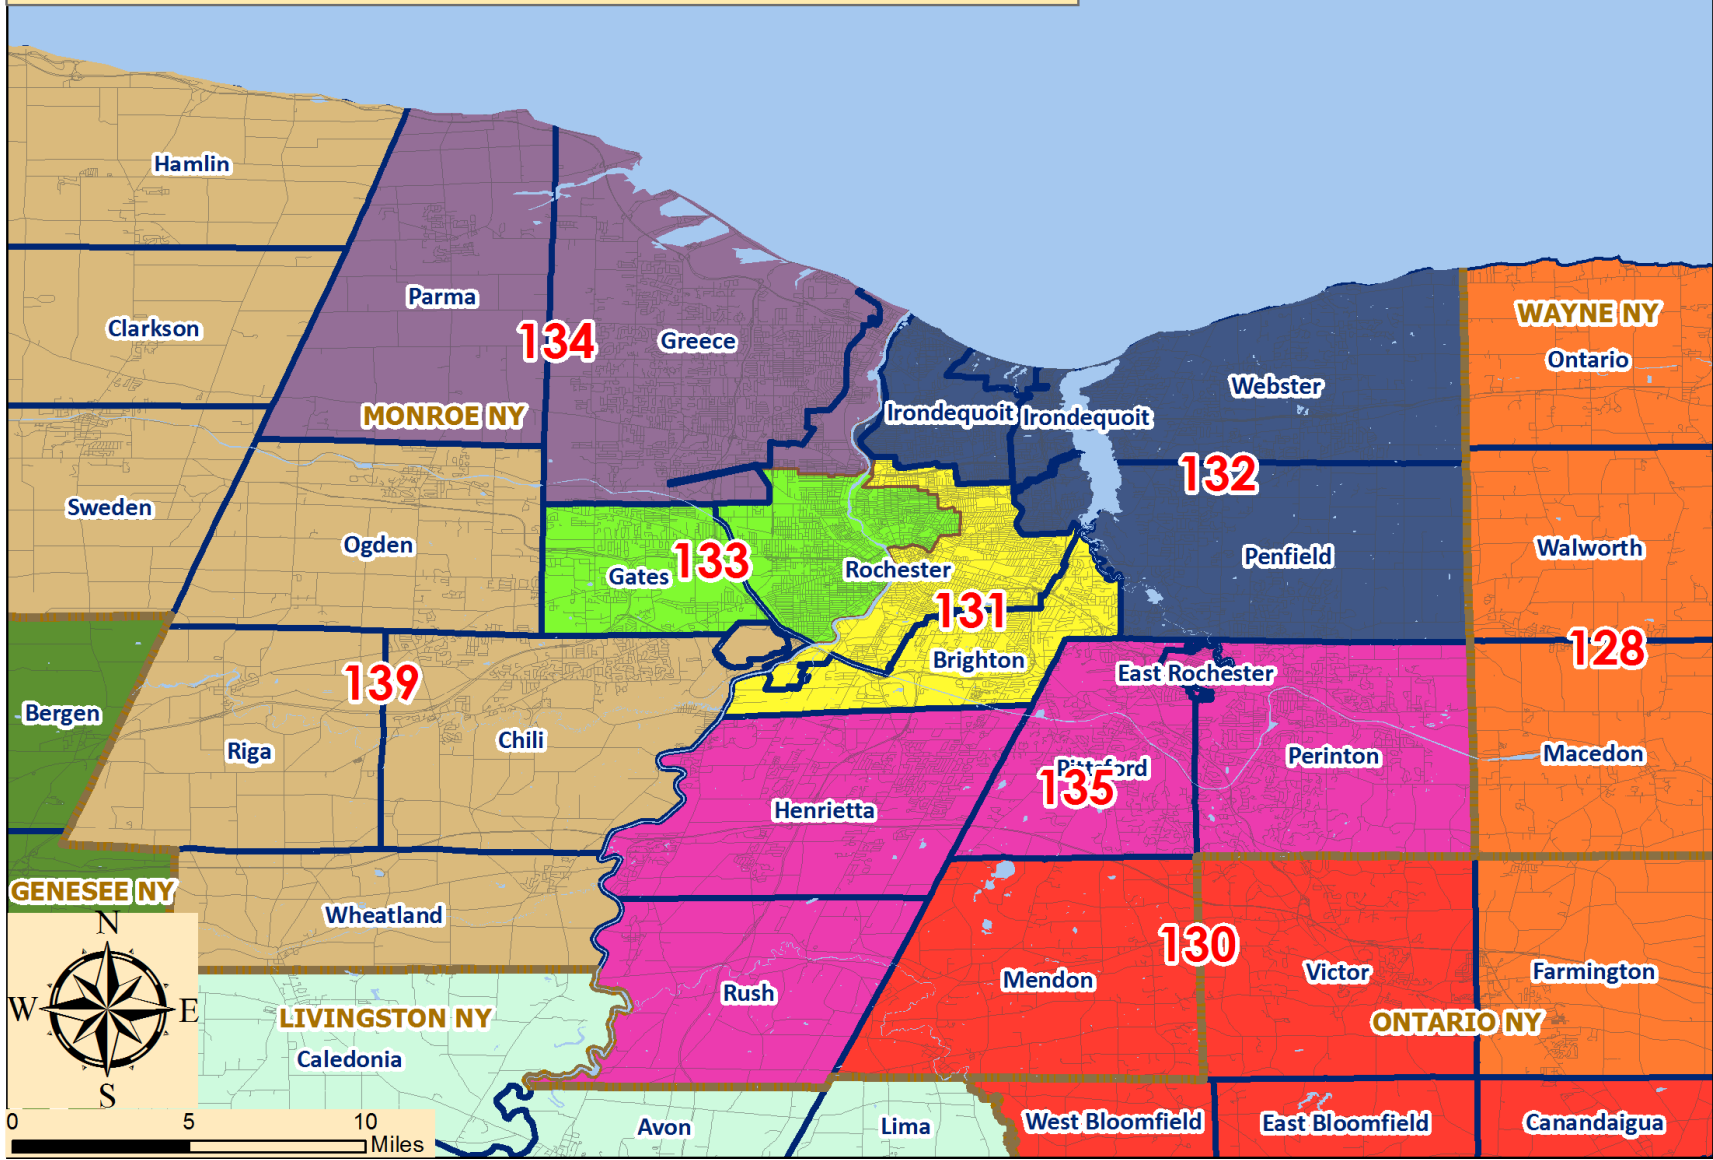 Hamlin
Parma
WAYNE NY
Clarkson
134
Greece
Ontario
Webster
MONROE NY
Irondequoit
Irondequoit
132
Sweden
Ogden
Walworth
Penfield
133
Gates
Rochester
131
128
Brighton
East Rochester
139
Bergen
Riga
Chili
Perinton
Macedon
Pittsford
135
Henrietta
GENESEE NY
Wheatland
130
Mendon
Victor
Farmington
Rush
LIVINGSTON NY
ONTARIO NY
Caledonia
N
W
E
S
0 5 10
Miles
Avon
Lima
West Bloomfield
East Bloomfield
Canandaigua